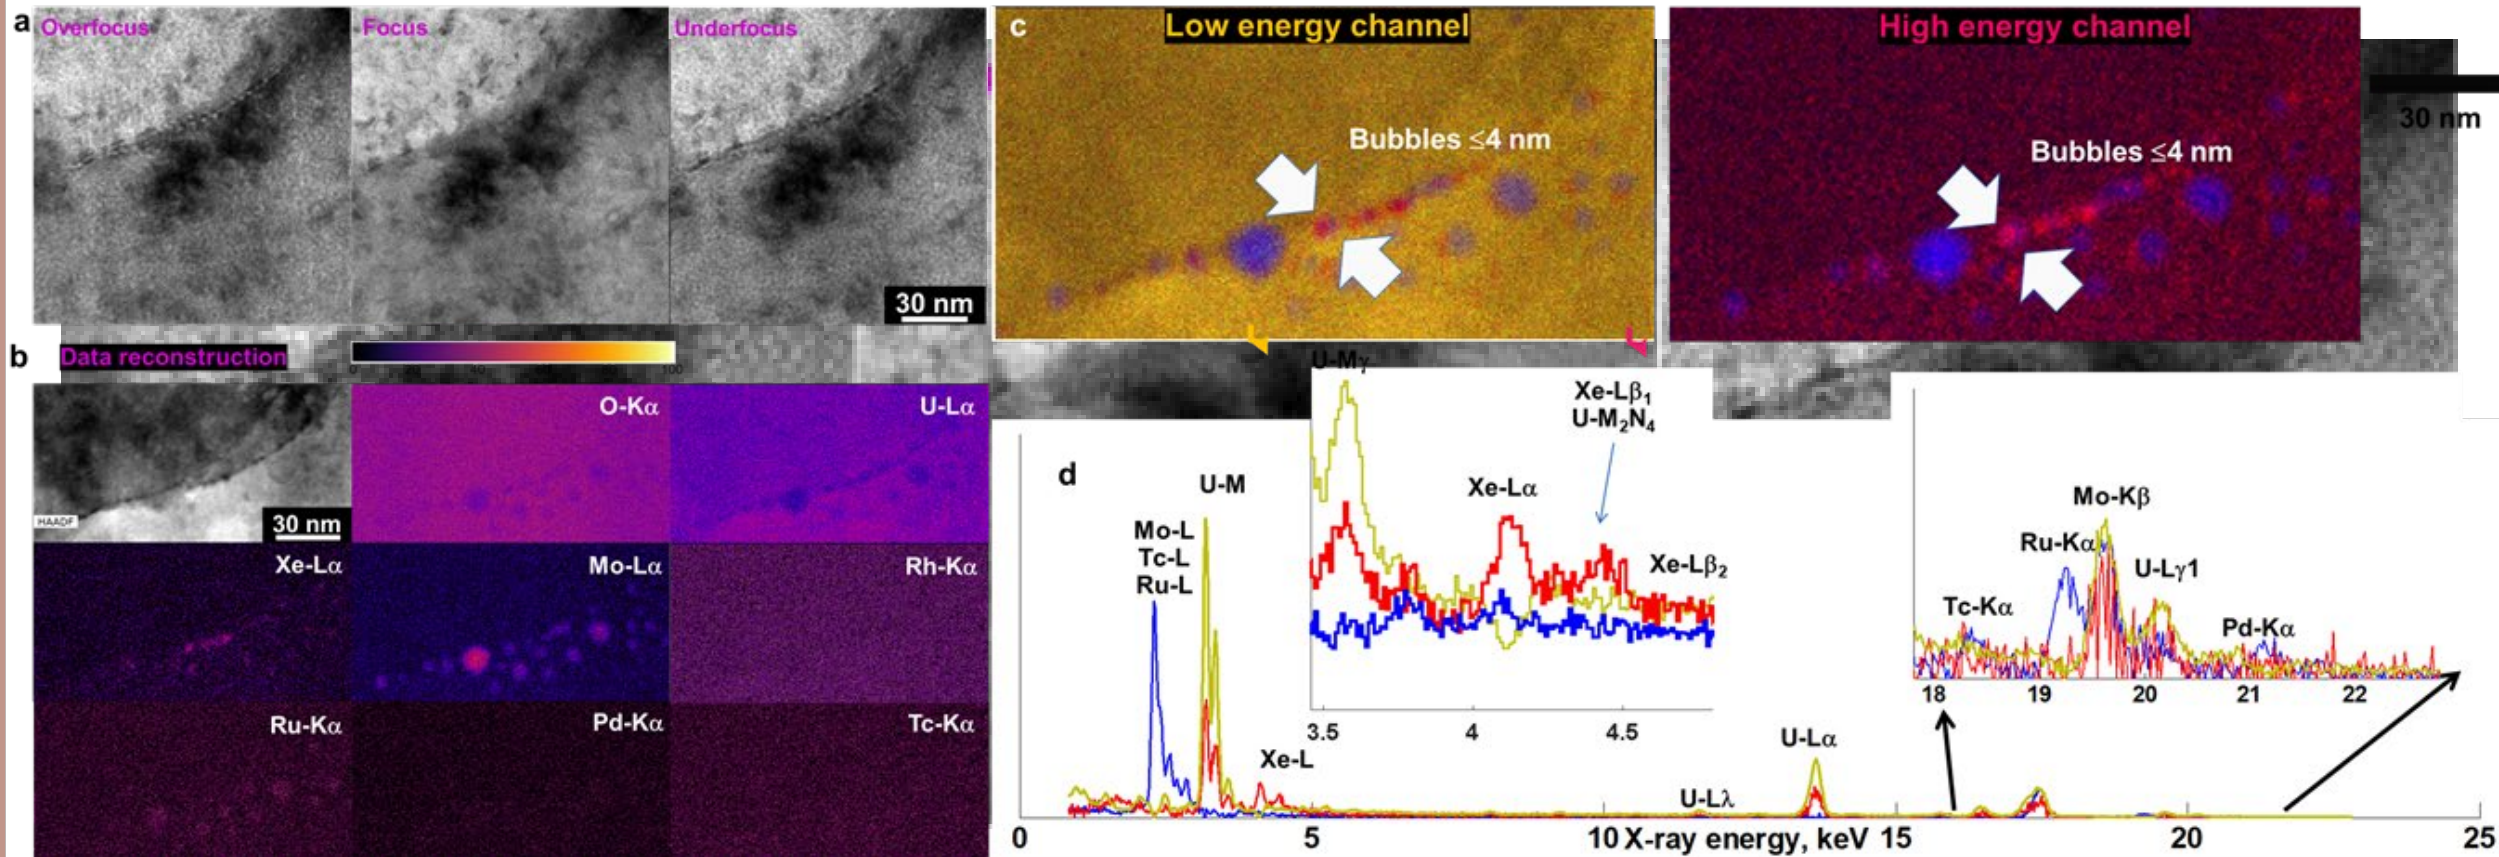 a
Overfocus
Focus
Underfocus
30 nm
b
Data reconstruction
100
HAADF
30 nm
O-Kα
U-Lα
Xe-Lα
Mo-Lα
Rh-Kα
Ru-Kα
Pd-Kα
Tc-Kα
c
Low energy channel
Bubbles ≤4 nm
High energy channel
Bubbles ≤4 nm
30 nm
d
Mo-L
Tc-L
Ru-L
U-M
Xe-L
U-Mγ
Xe-Lα
Xe-Lβ₁
U-M₂N₄
Xe-Lβ₂
3.5 4 4.5
U-Lλ
U-Lα
Tc-Kα
Ru-Kα
Mo-Kβ
U-Lγ1
Pd-Kα
18 19 20 21 22
0 5 10 15 20 25
X-ray energy, keV